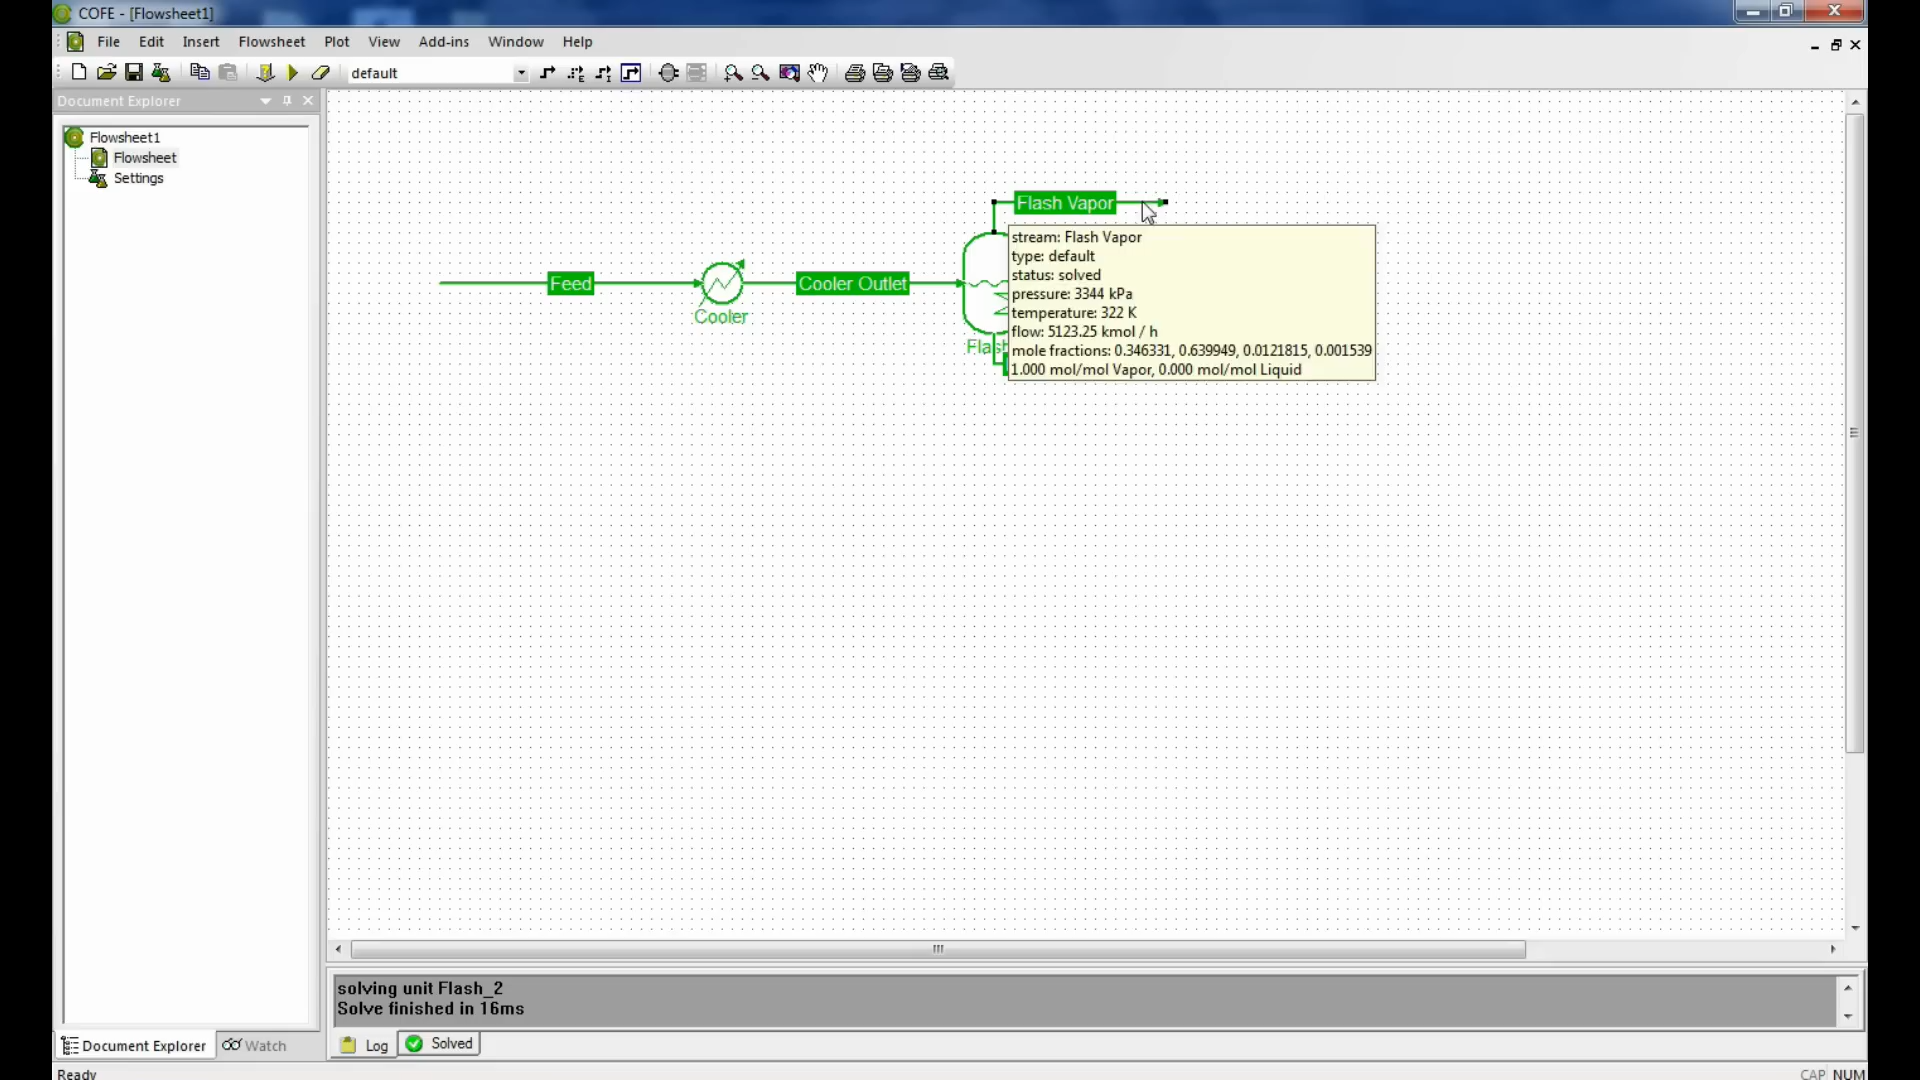 COFE - [Flowsheet1]
File Edit Insert Flowsheet Plot View Add-ins Window Help
default
Document Explorer
Flowsheet1
Flowsheet
Settings
Flash Vapor
stream: Flash Vapor
type: default
status: solved
pressure: 3344 kPa
temperature: 322 K
flow: 5123.25 kmol / h
mole fractions: 0.346331, 0.639949, 0.0121815, 0.001539
1.000 mol/mol Vapor, 0.000 mol/mol Liquid
Feed
Cooler Outlet
Cooler
Flash
solving unit Flash_2
Solve finished in 16ms
Document Explorer Watch
Log Solved
Ready
CAP NUM